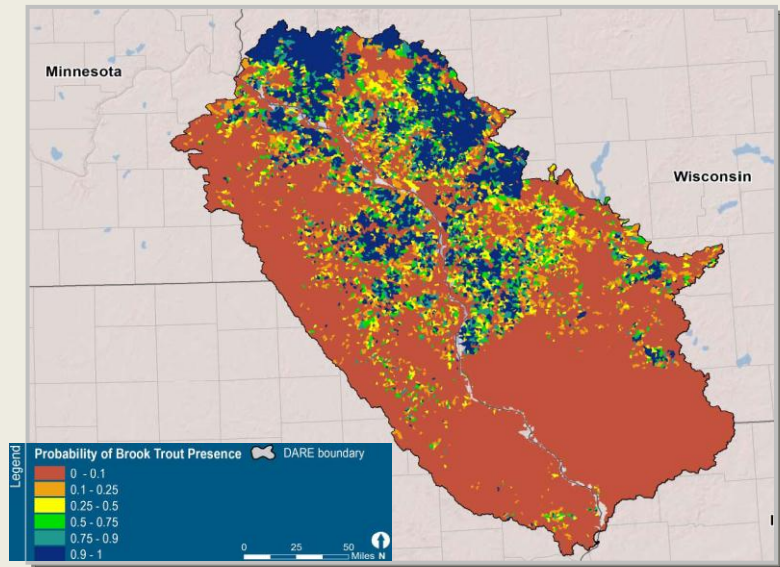 Minnesota
Wisconsin
Legend
Probability of Brook Trout Presence DARE boundary
0 - 0.1
0.1 - 0.25
0.25 - 0.5
0.5 - 0.75
0.75 - 0.9
0.9 - 1
0 25 50
Miles N